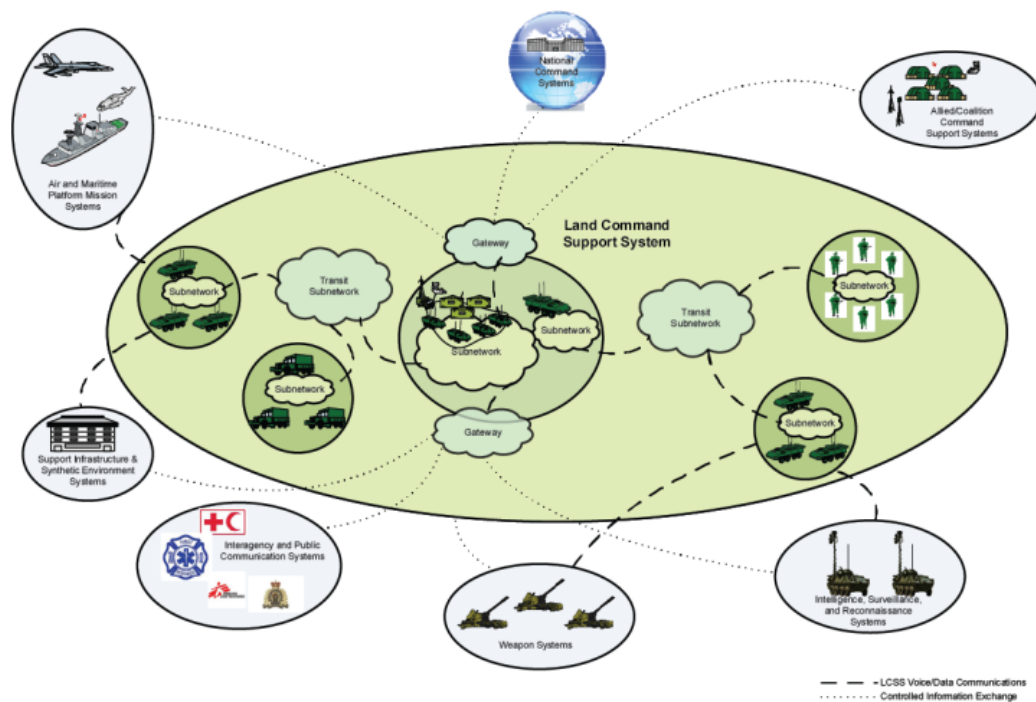 National
Command
Systems
Allied/Coalition
Command
Support Systems
Air and Maritime
Platform Mission
Systems
Land Command
Support System
Gateway
Transit
Subnetwork
Subnetwork
Subnetwork
Subnetwork
Subnetwork
Transit
Subnetwork
Subnetwork
Subnetwork
Gateway
Support Infrastructure &
Synthetic Environment
Systems
Interagency and Public
Communication Systems
Weapon Systems
Intelligence, Surveillance,
and Reconnaissance
Systems
LCSS Voice/Data Communications
Controlled Information Exchange